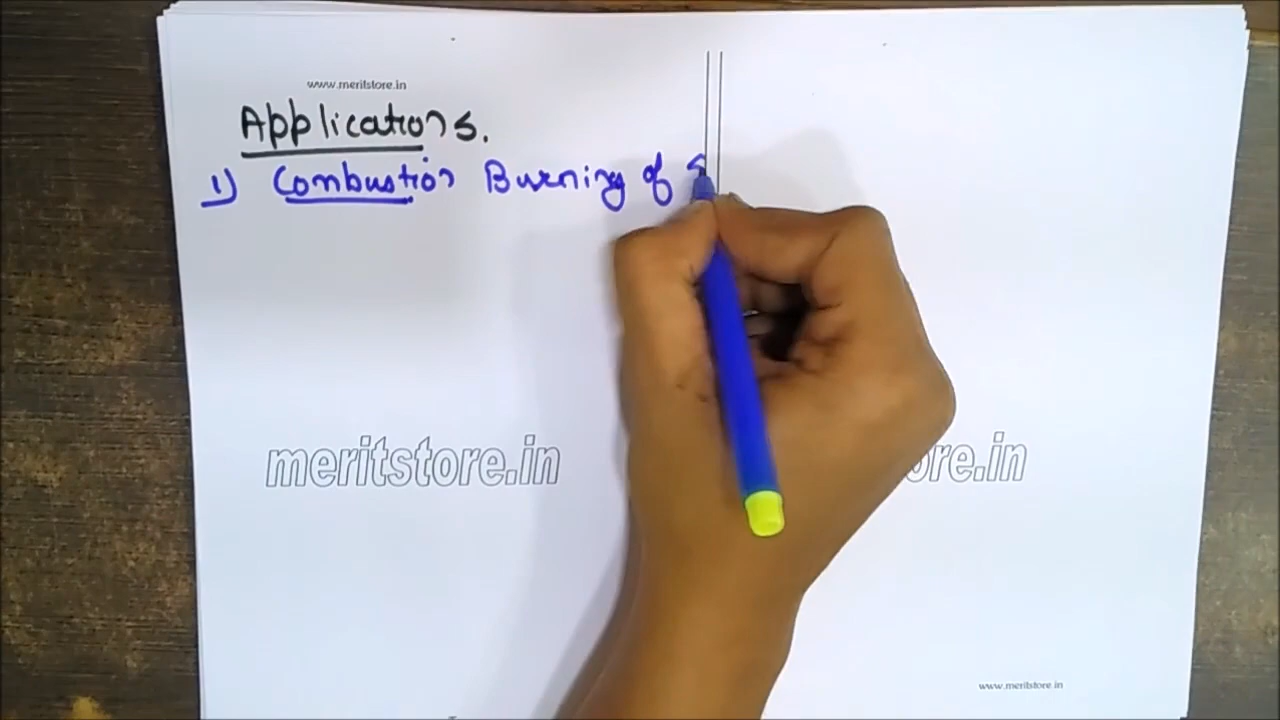 www.meritstore.in
Applications.
1) Combustion Burning of
meritstore.in
ore.in
www.meritstore.in